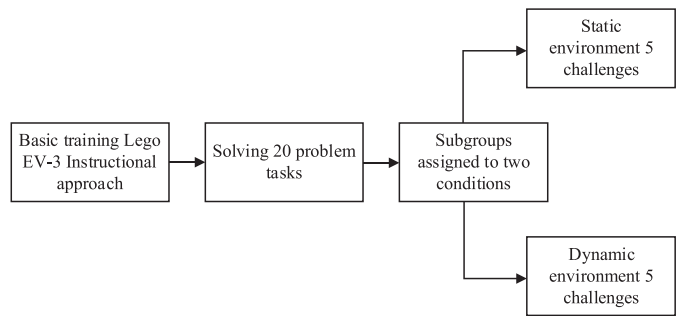 Static
environment 5
challenges
Basic training Lego
EV-3 Instructional
approach
Solving 20 problem
tasks
Subgroups
assigned to two
conditions
Dynamic
environment 5
challenges